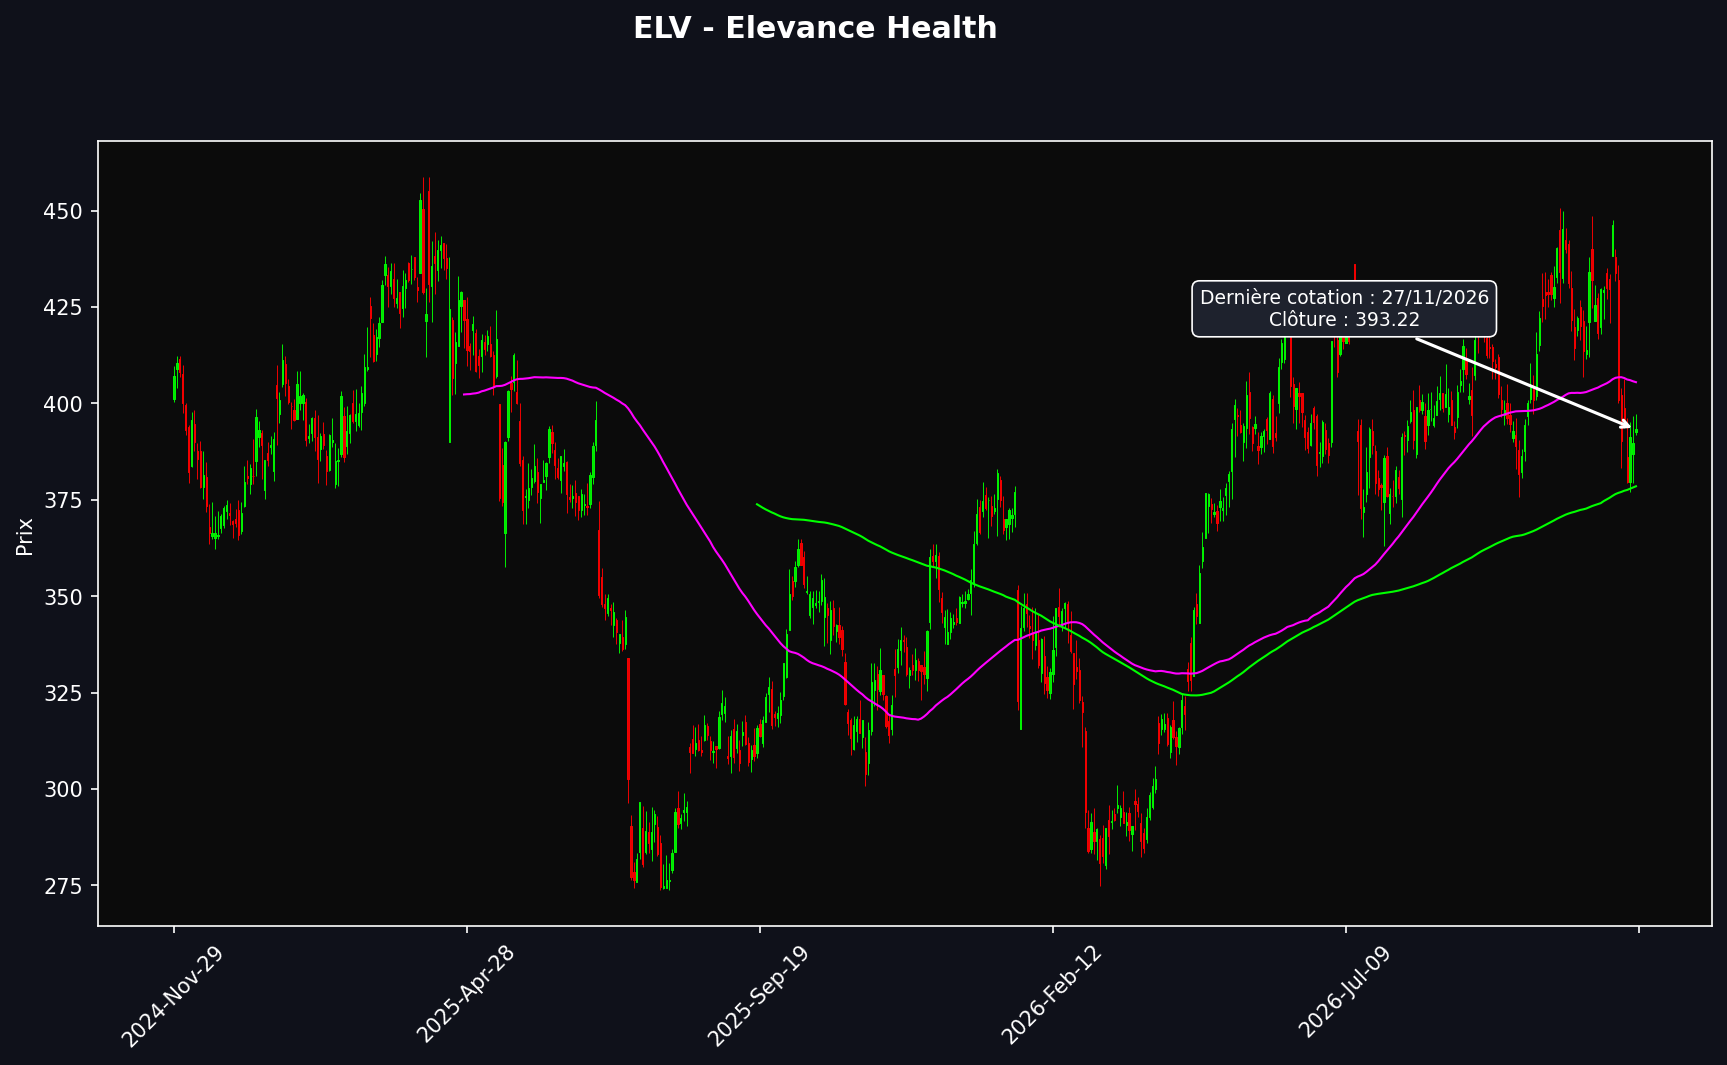 ELV - Elevance Health
Dernière cotation : 27/11/2026
Clôture : 393.22
Prix
450
425
400
375
350
325
300
275
2024-Nov-29
2025-Apr-28
2025-Sep-19
2026-Feb-12
2026-Jul-09